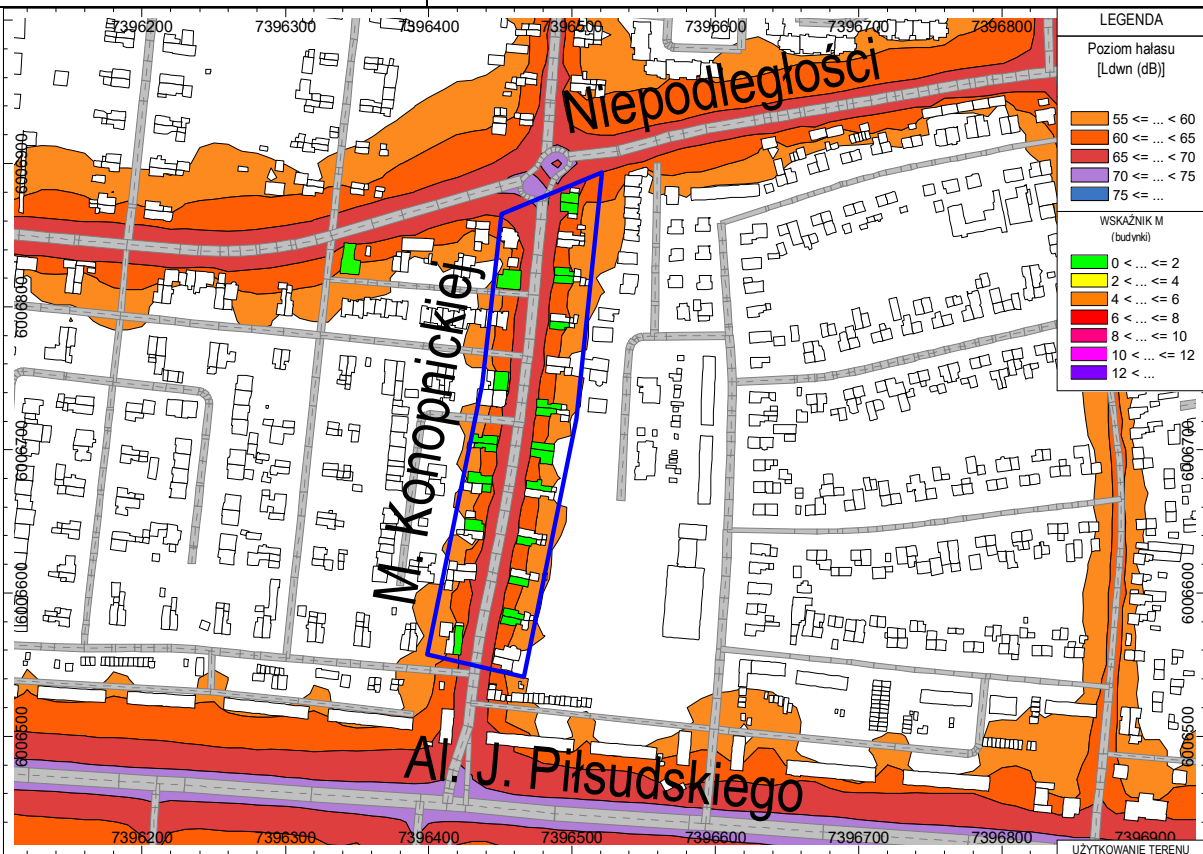 7396200 7396300 7396400 7396500 7396600 7396700 7396800
LEGENDA
Poziom hałasu
[Ldwn (dB)]
55 <= ... < 60
60 <= ... < 65
65 <= ... < 70
70 <= ... < 75
75 <= ...
WSKAŹNIK M
(budynki)
0 < ... <= 2
2 < ... <= 4
4 < ... <= 6
6 < ... <= 8
8 < ... <= 10
10 < ... <= 12
12 < ...
Niepodległości
M. Konopnickiej
Al. J. Piłsudskiego
6006900
6006800
6006700
6006600
6006500
6006700
6006600
6006500
7396200 7396300 7396400 7396500 7396600 7396700 7396800 7396900
UŻYTKOWANIE TERENU